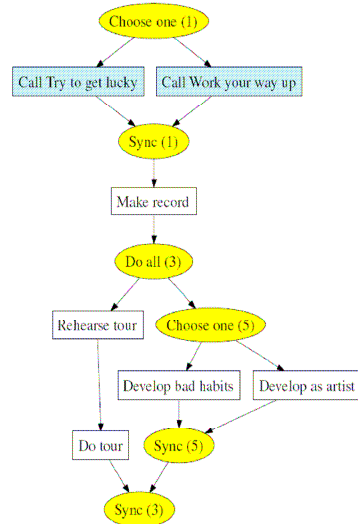 Choose one (1)
Call Try to get lucky
Call Work your way up
Sync (1)
Make record
Do all (3)
Rehearse tour
Choose one (5)
Develop bad habits
Develop as artist
Do tour
Sync (5)
Sync (3)